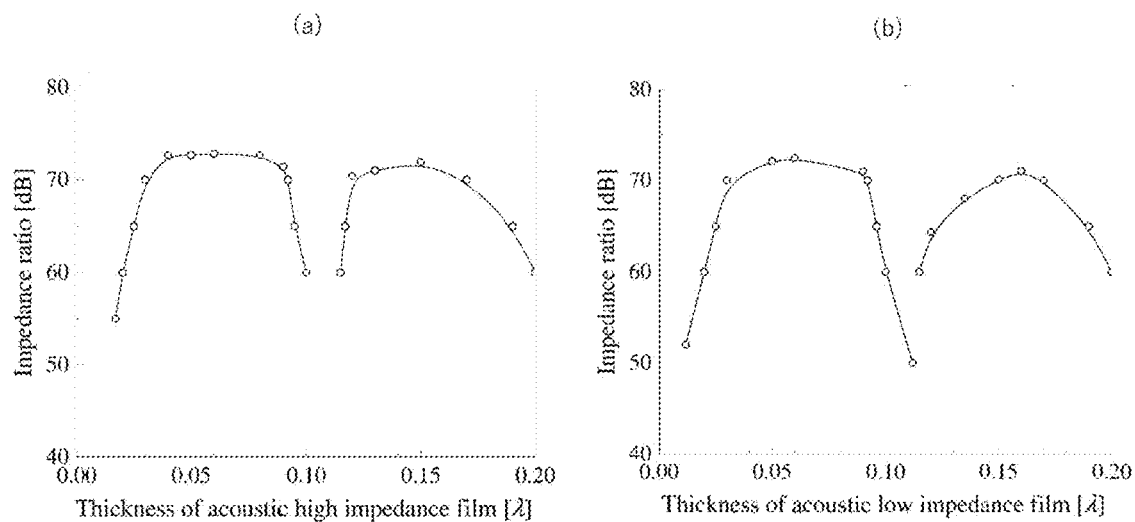 (a)
(b)
80
70
60
50
40
0.00 0.05 0.10 0.15 0.20
Impedance ratio [dB]
Thickness of acoustic high impedance film [λ]
80
70
60
50
40
0.00 0.05 0.10 0.15 0.20
Impedance ratio [dB]
Thickness of acoustic low impedance film [λ]